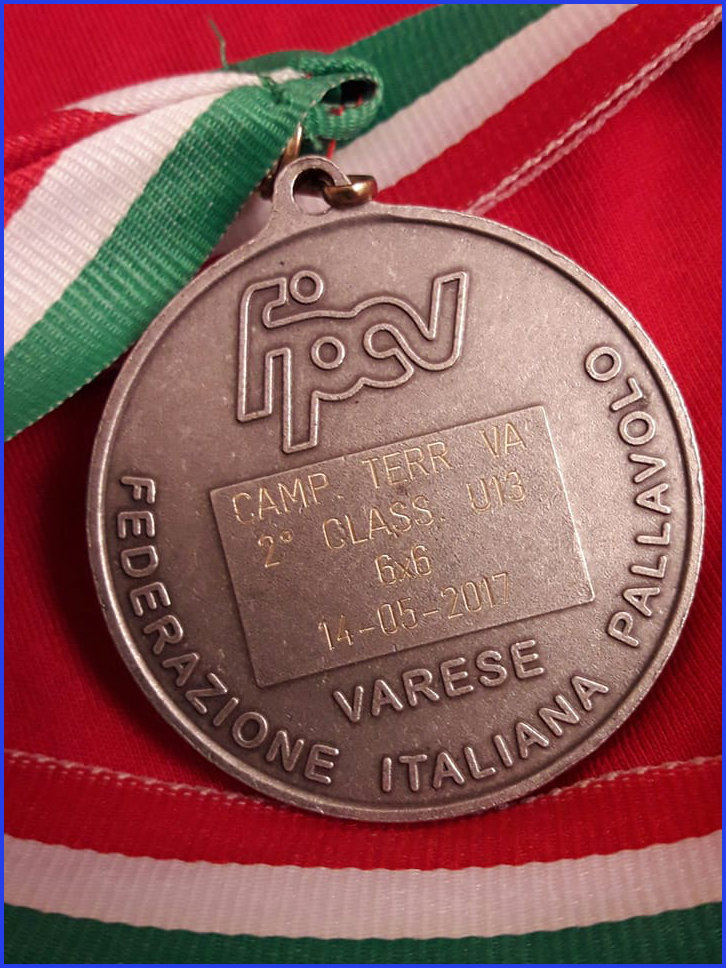 fipav
CAMP TERR VA
2° CLASS U13
6x6
14-05-2017
VARESE
FEDERAZIONE ITALIANA PALLAVOLO